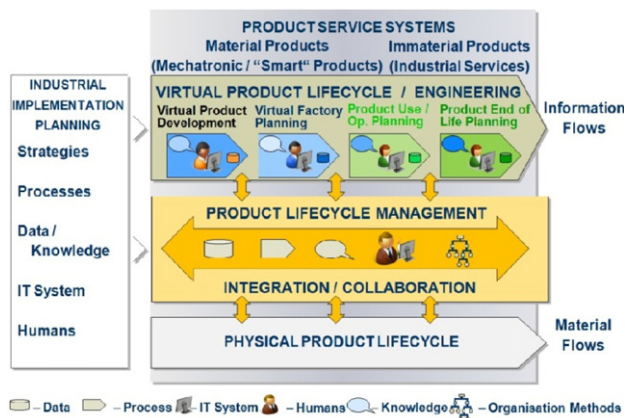 PRODUCT SERVICE SYSTEMS
Material Products
(Mechatronic / "Smart" Products)
Immaterial Products
(Industrial Services)
INDUSTRIAL
IMPLEMENTATION
PLANNING
Strategies
Processes
Data /
Knowledge
IT System
Humans
VIRTUAL PRODUCT LIFECYCLE / ENGINEERING
Virtual Product
Development
Virtual Factory
Planning
Product Use /
Op. Planning
Product End of
Life Planning
Information
Flows
PRODUCT LIFECYCLE MANAGEMENT
INTEGRATION / COLLABORATION
PHYSICAL PRODUCT LIFECYCLE
Material
Flows
– Data – Process – IT System – Humans – Knowledge – Organisation Methods